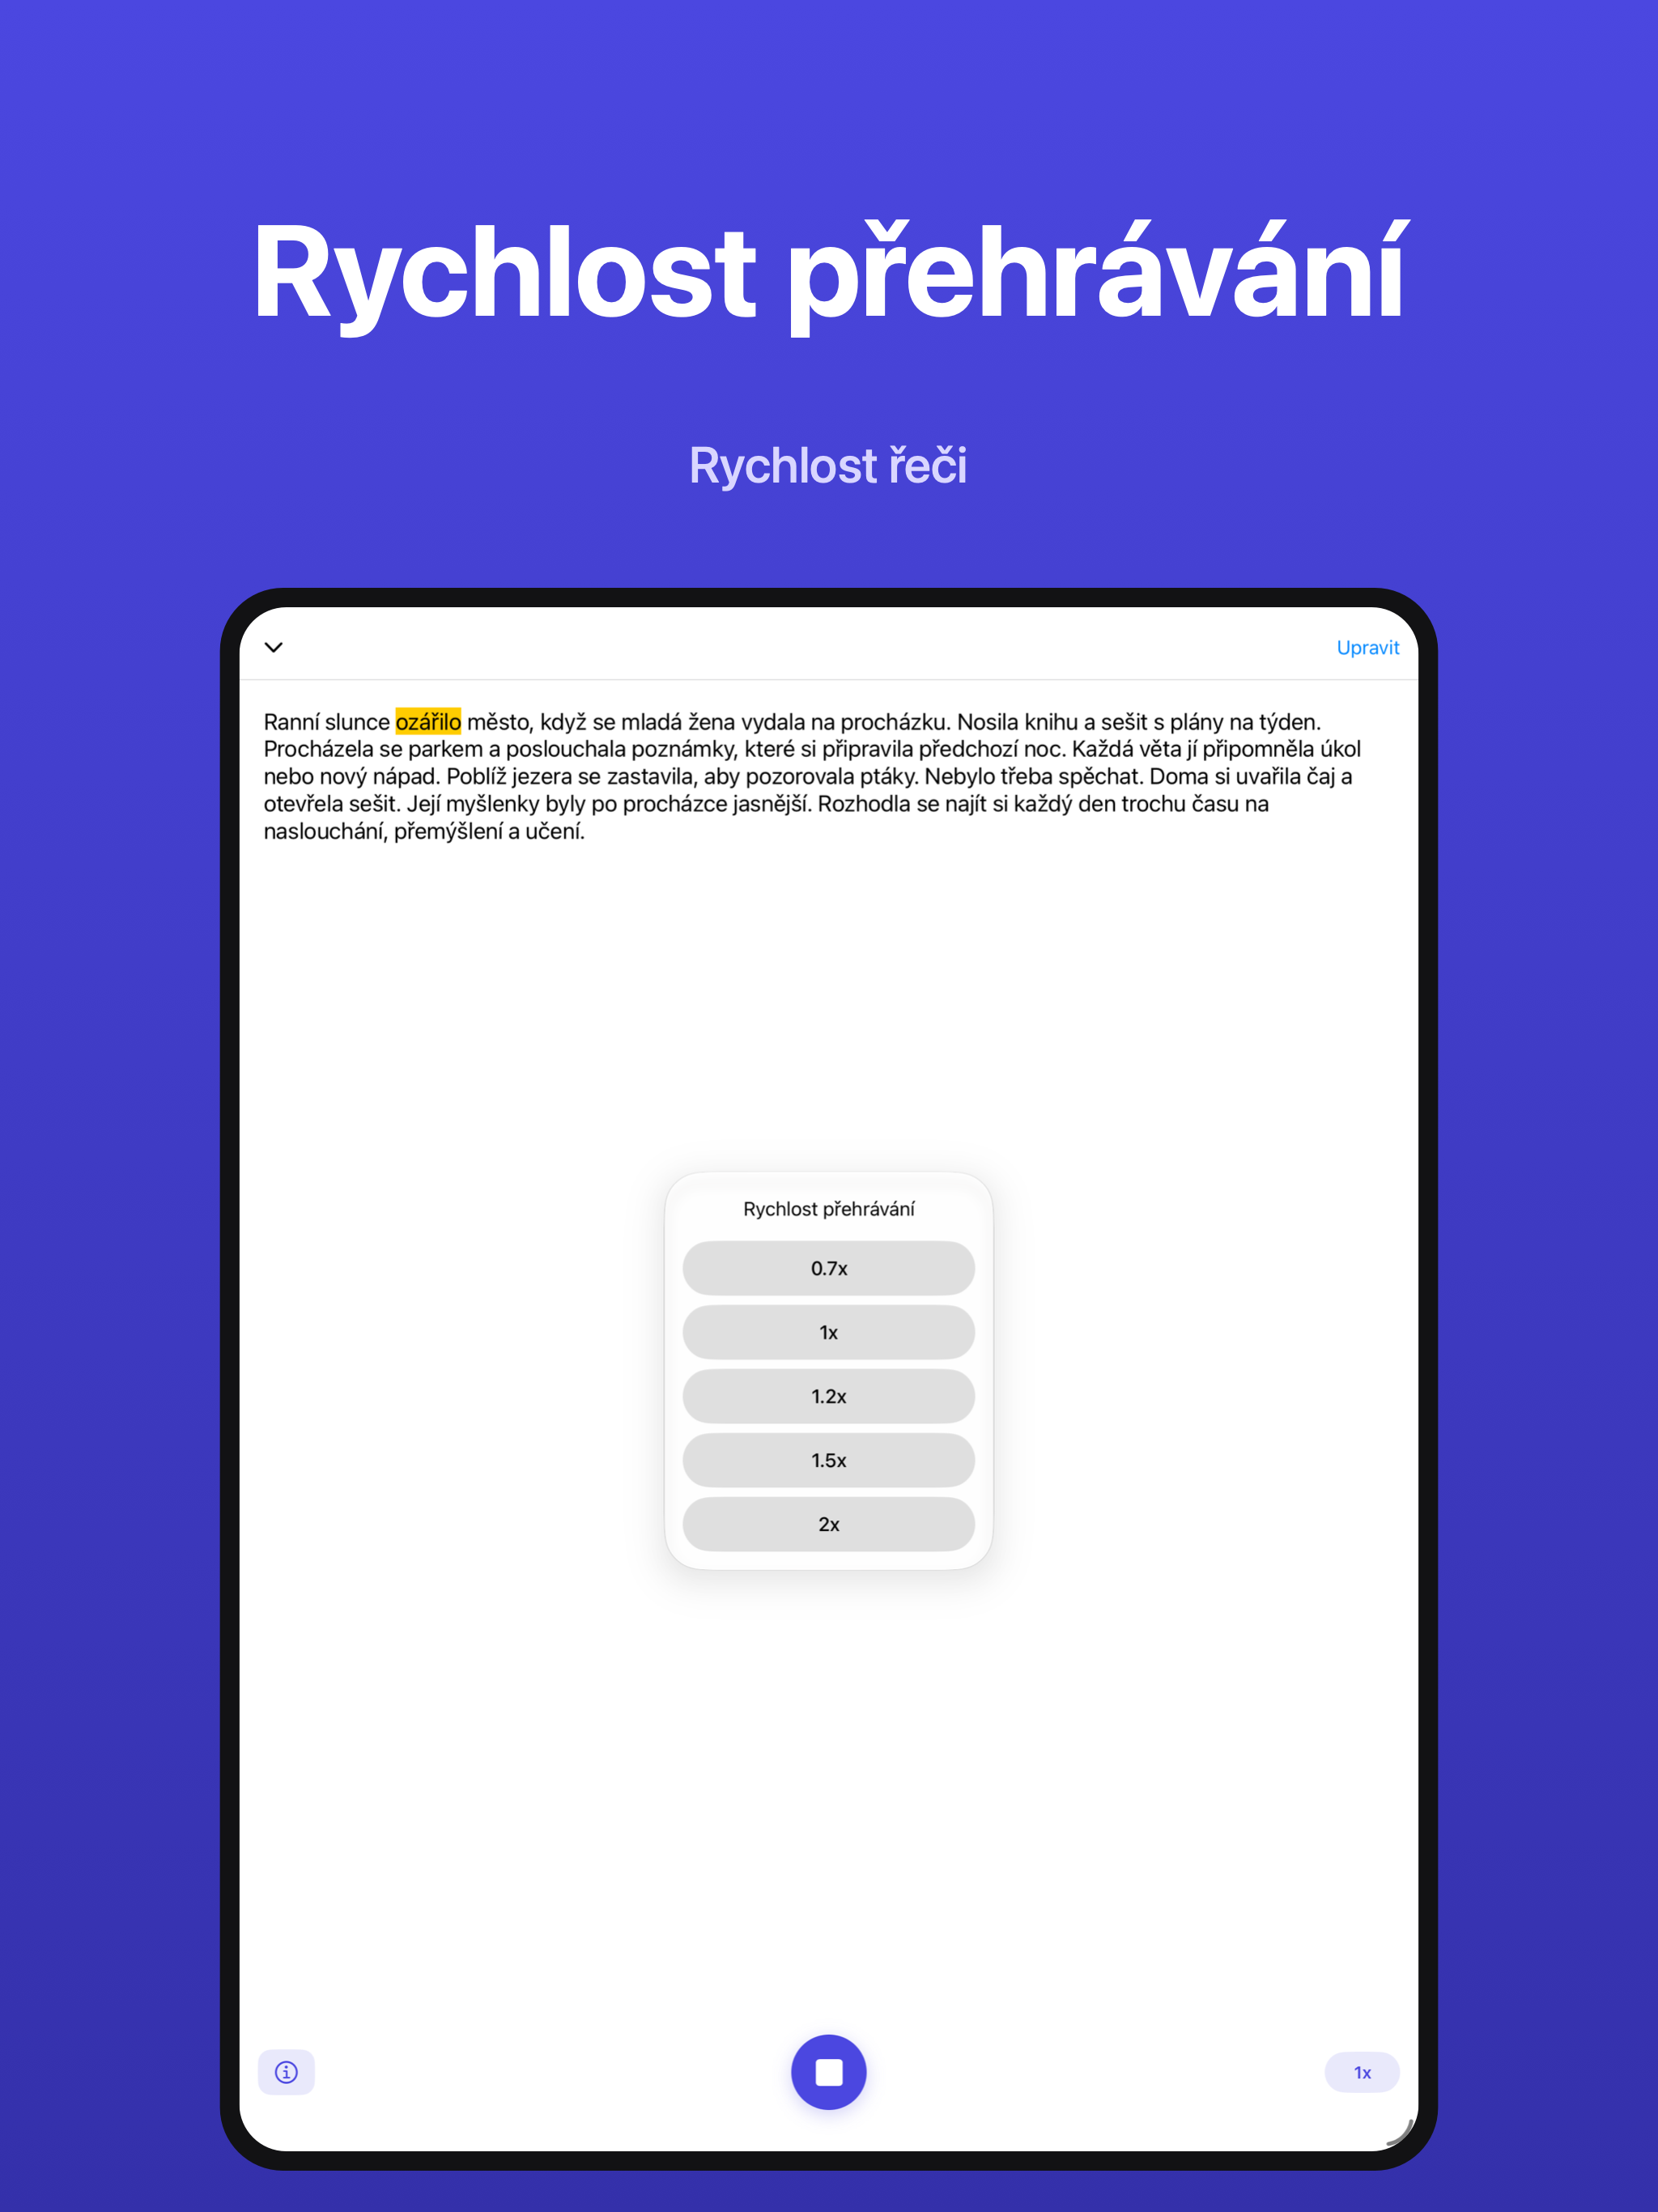 Rychlost přehrávání
Rychlost řeči
Upravit
Ranní slunce ozářilo město, když se mladá žena vydala na procházku. Nosila knihu a sešit s plány na týden.
Procházela se parkem a poslouchala poznámky, které si připravila předchozí noc. Každá věta jí připomněla úkol
nebo nový nápad. Poblíž jezera se zastavila, aby pozorovala ptáky. Nebylo třeba spěchat. Doma si uvařila čaj a
otevřela sešit. Její myšlenky byly po procházce jasnější. Rozhodla se najít si každý den trochu času na
naslouchání, přemýšlení a učení.
Rychlost přehrávání
0.7x
1x
1.2x
1.5x
2x
1x